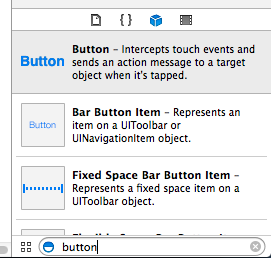 Button
Button – Intercepts touch events and
sends an action message to a target
object when it's tapped.
Button
Bar Button Item – Represents an
item on a UIToolbar or
UINavigationItem object.
Fixed Space Bar Button Item –
Represents a fixed space item on a
UIToolbar object.
button